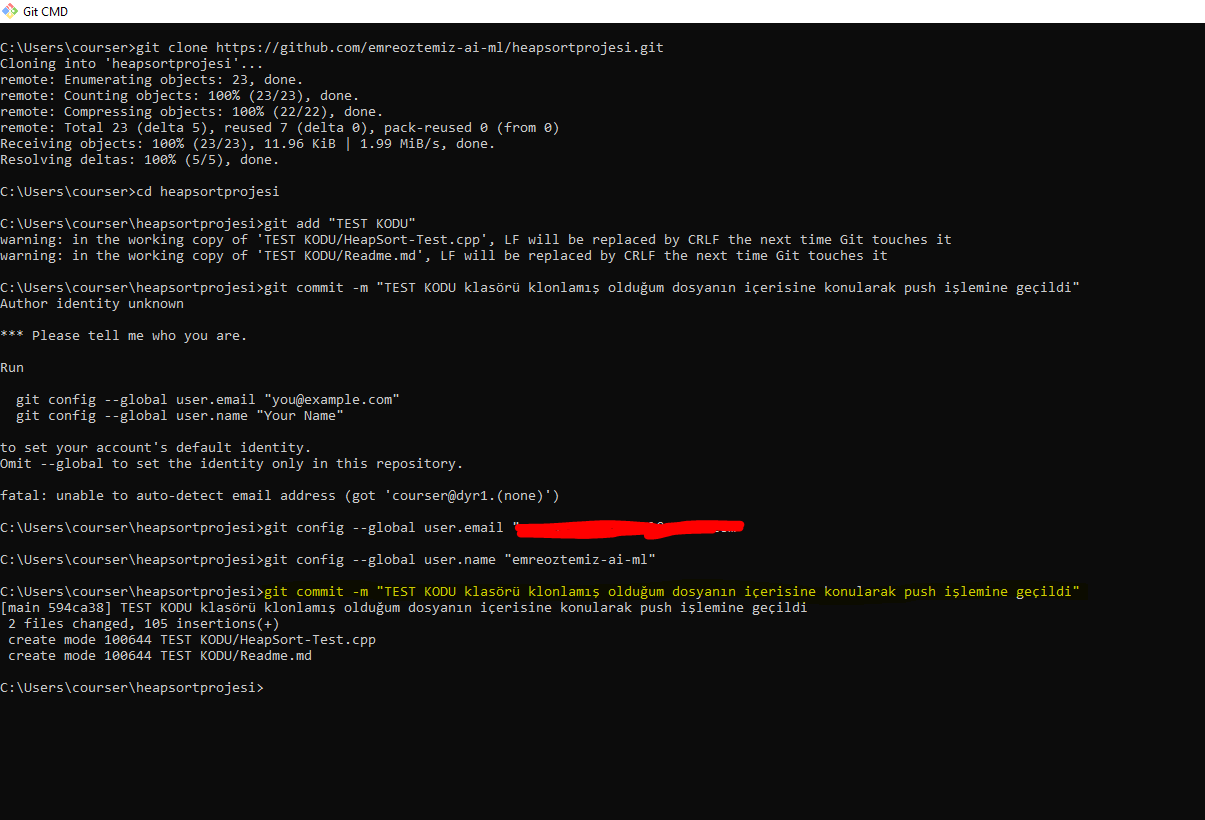 Git CMD
C:\Users\courser>git clone https://github.com/emreoztemiz-ai-ml/heapsortprojesi.git
Cloning into 'heapsortprojesi'...
remote: Enumerating objects: 23, done.
remote: Counting objects: 100% (23/23), done.
remote: Compressing objects: 100% (22/22), done.
remote: Total 23 (delta 5), reused 7 (delta 0), pack-reused 0 (from 0)
Receiving objects: 100% (23/23), 11.96 KiB | 1.99 MiB/s, done.
Resolving deltas: 100% (5/5), done.
C:\Users\courser>cd heapsortprojesi
C:\Users\courser\heapsortprojesi>git add "TEST KODU"
warning: in the working copy of 'TEST KODU/HeapSort-Test.cpp', LF will be replaced by CRLF the next time Git touches it
warning: in the working copy of 'TEST KODU/Readme.md', LF will be replaced by CRLF the next time Git touches it
C:\Users\courser\heapsortprojesi>git commit -m "TEST KODU klasörü klonlamış olduğum dosyanın içerisine konularak push işlemine geçildi"
Author identity unknown
*** Please tell me who you are.
Run
git config --global user.email "you@example.com"
git config --global user.name "Your Name"
to set your account's default identity.
Omit --global to set the identity only in this repository.
fatal: unable to auto-detect email address (got 'courser@dyr1.(none)')
C:\Users\courser\heapsortprojesi>git config --global user.email "
C:\Users\courser\heapsortprojesi>git config --global user.name "emreoztemiz-ai-ml"
C:\Users\courser\heapsortprojesi>git commit -m "TEST KODU klasörü klonlamış olduğum dosyanın içerisine konularak push işlemine geçildi"
[main 594ca38] TEST KODU klasörü klonlamış olduğum dosyanın içerisine konularak push işlemine geçildi
2 files changed, 105 insertions(+)
create mode 100644 TEST KODU/HeapSort-Test.cpp
create mode 100644 TEST KODU/Readme.md
C:\Users\courser\heapsortprojesi>